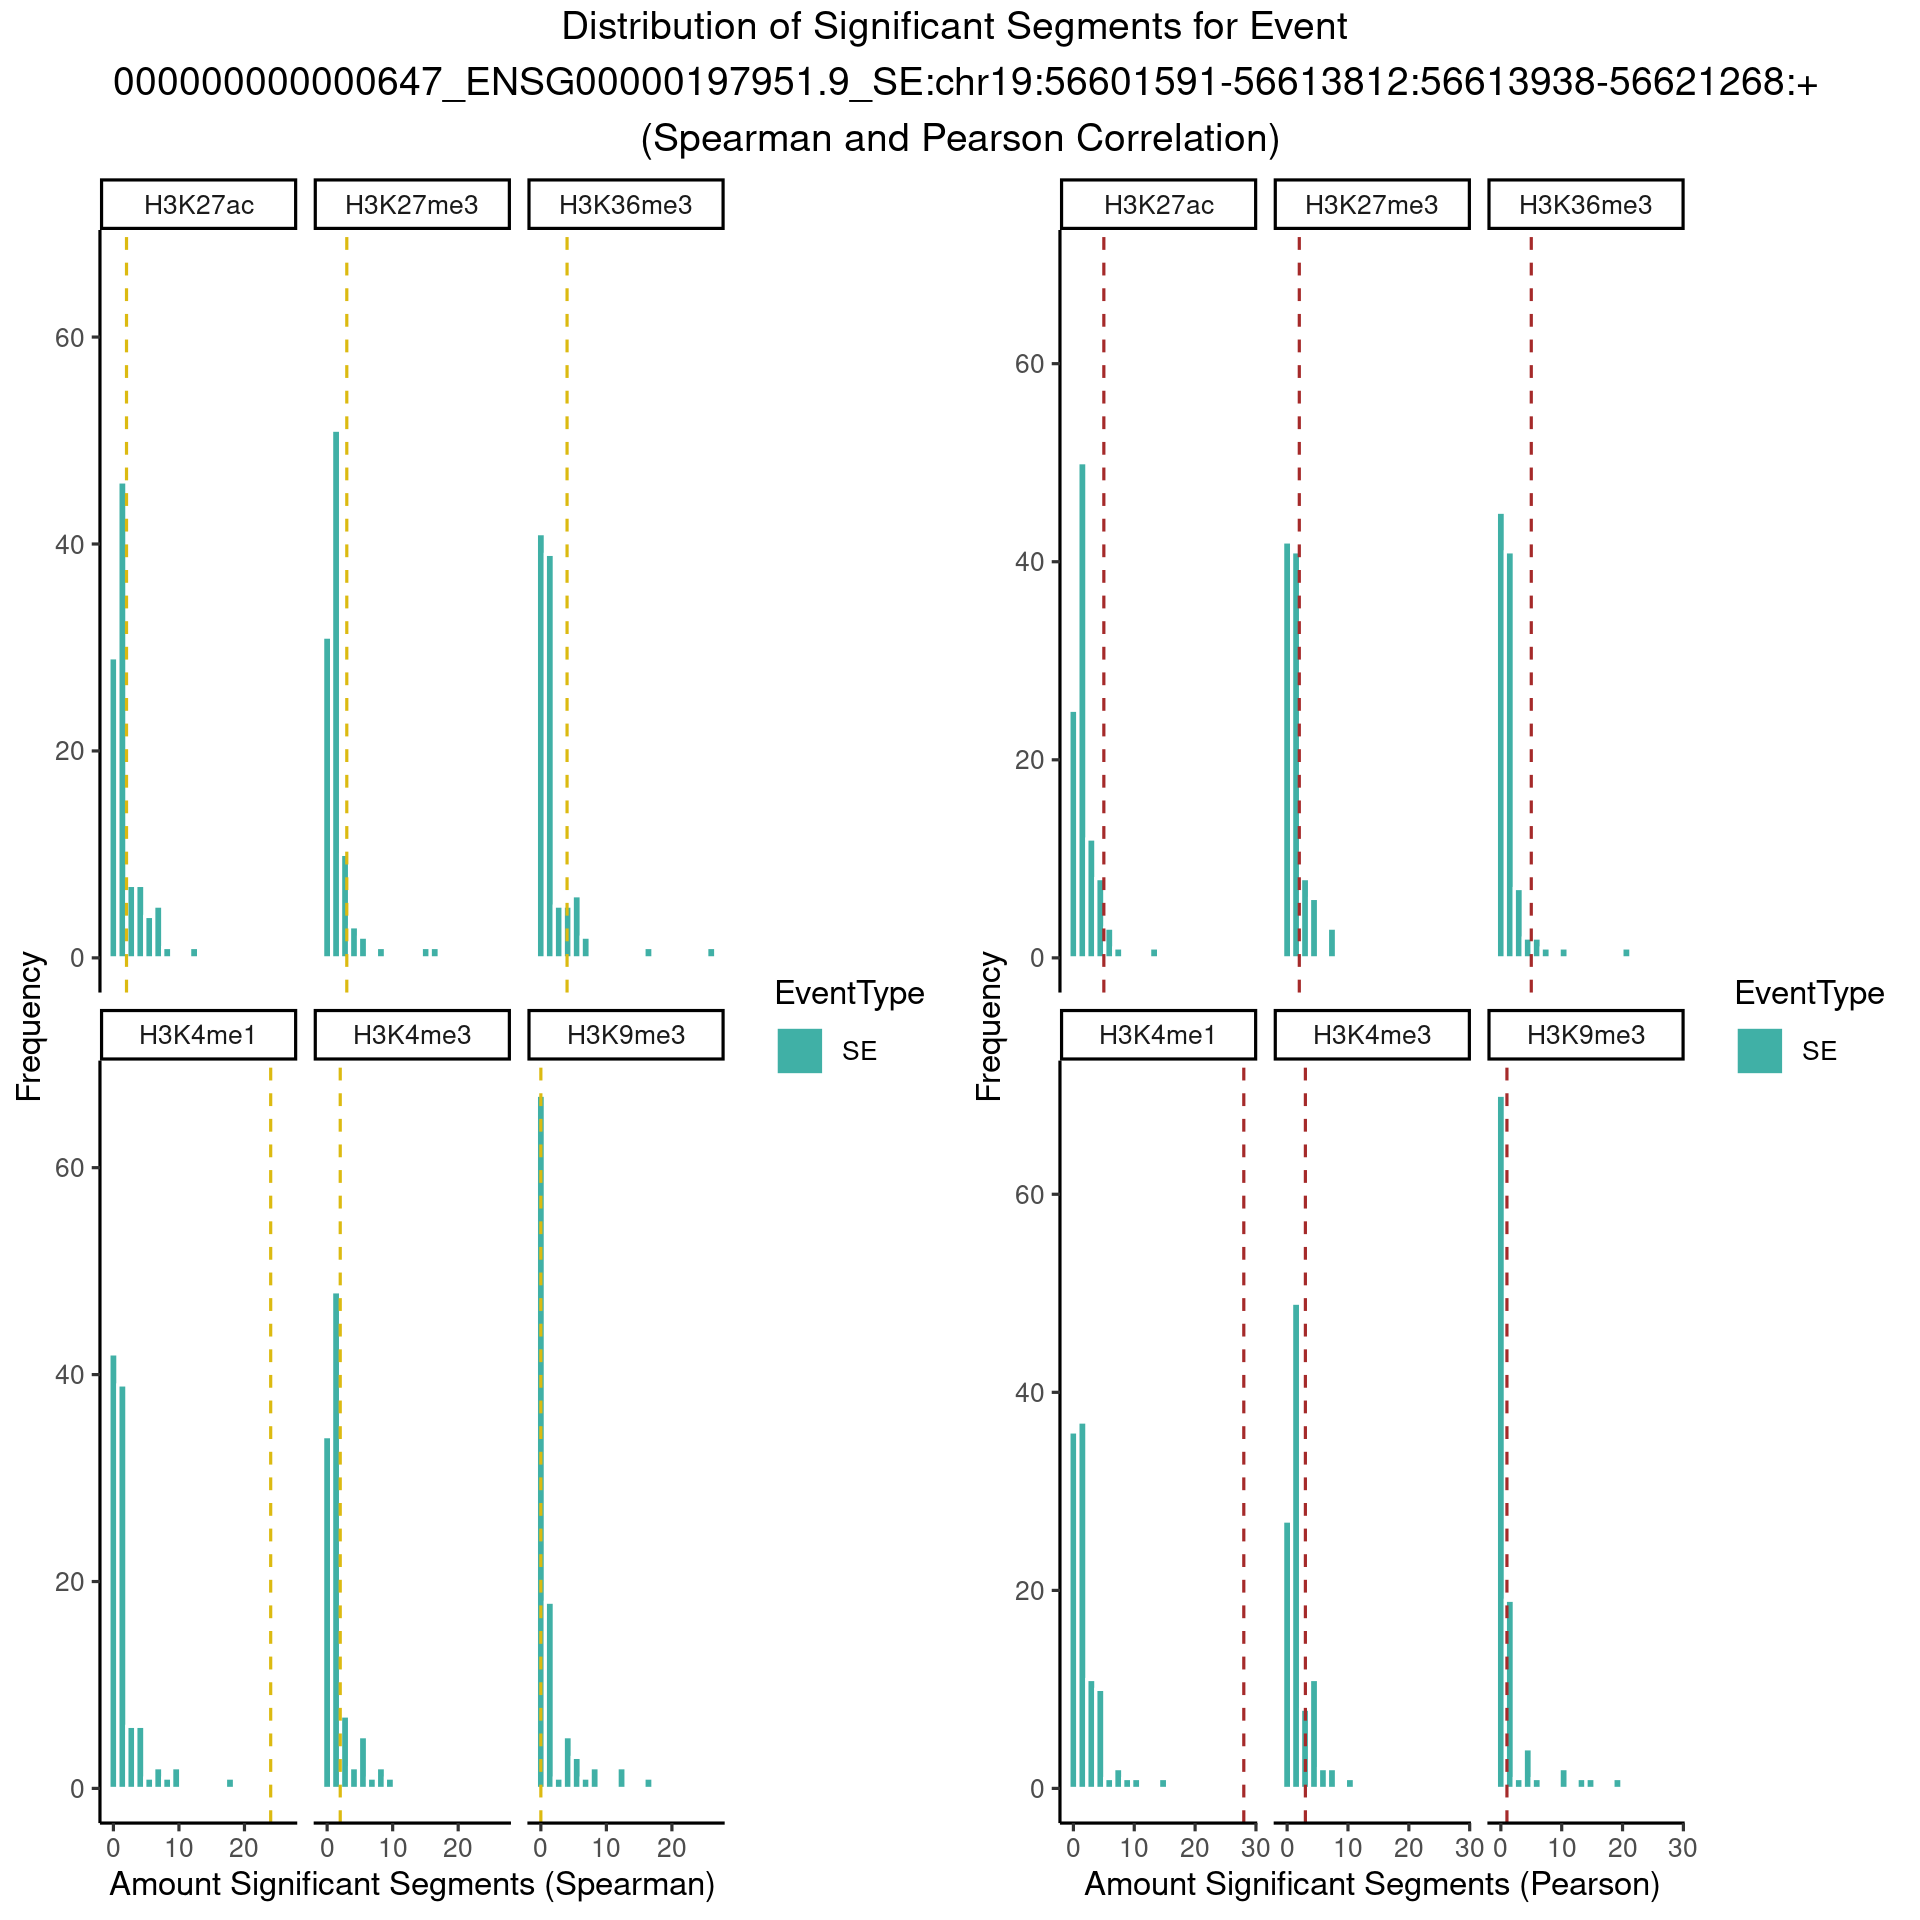 Distribution of Significant Segments for Event
000000000000647_ENSG00000197951.9_SE:chr19:56601591-56613812:56613938-56621268:+
(Spearman and Pearson Correlation)
H3K27ac H3K27me3 H3K36me3
60
40
20
0
H3K4me1 H3K4me3 H3K9me3
60
40
20
0
0 10 20 0 10 20 0 10 20
Frequency
Amount Significant Segments (Spearman)
EventType
SE
H3K27ac H3K27me3 H3K36me3
60
40
20
0
H3K4me1 H3K4me3 H3K9me3
60
40
20
0
0 10 20 30 0 10 20 30 0 10 20 30
Frequency
Amount Significant Segments (Pearson)
EventType
SE